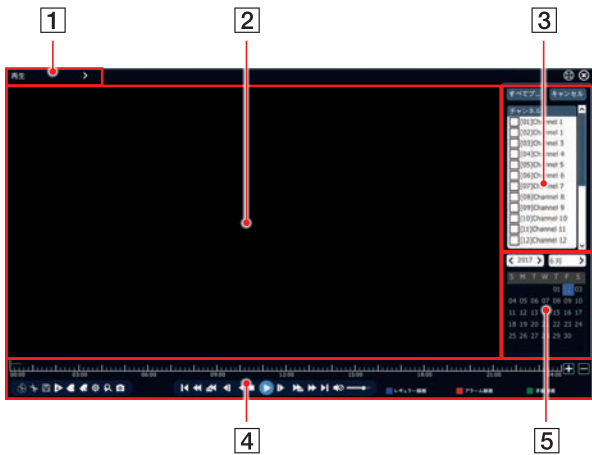 1
2
3
再生
すべてプ...
キャンセル
チャンネル
[01]Channel 1
[02]Channel 1
[03]Channel 3
[04]Channel 4
[05]Channel 5
[06]Channel 6
[07]Channel 7
[08]Channel 8
[09]Channel 9
[10]Channel 10
[11]Channel 11
[12]Channel 12
2017
6月
S M T W T F S
01 02 03
04 05 06 07 08 09 10
11 12 13 15 16 17
18 19 20 21 22 23 24
25 26 27 28 29 30
00:00 03:00 06:00 09:00 12:00 15:00 18:00 21:00 24:00
レギュラー録画
アラーム録画
4
5